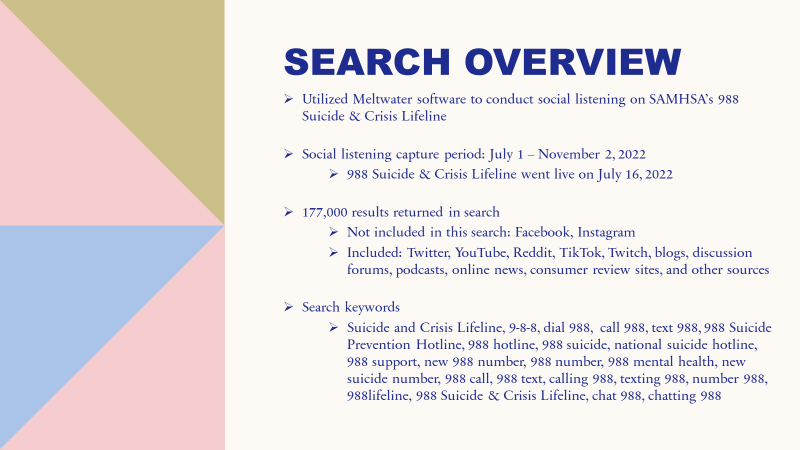 SEARCH OVERVIEW
➢ Utilized Meltwater software to conduct social listening on SAMHSA’s 988
Suicide & Crisis Lifeline
➢ Social listening capture period: July 1 – November 2, 2022
➢ 988 Suicide & Crisis Lifeline went live on July 16, 2022
➢ 177,000 results returned in search
➢ Not included in this search: Facebook, Instagram
➢ Included: Twitter, YouTube, Reddit, TikTok, Twitch, blogs, discussion
forums, podcasts, online news, consumer review sites, and other sources
➢ Search keywords
➢ Suicide and Crisis Lifeline, 9-8-8, dial 988, call 988, text 988, 988 Suicide
Prevention Hotline, 988 hotline, 988 suicide, national suicide hotline,
988 support, new 988 number, 988 number, 988 mental health, new
suicide number, 988 call, 988 text, calling 988, texting 988, number 988,
988lifeline, 988 Suicide & Crisis Lifeline, chat 988, chatting 988